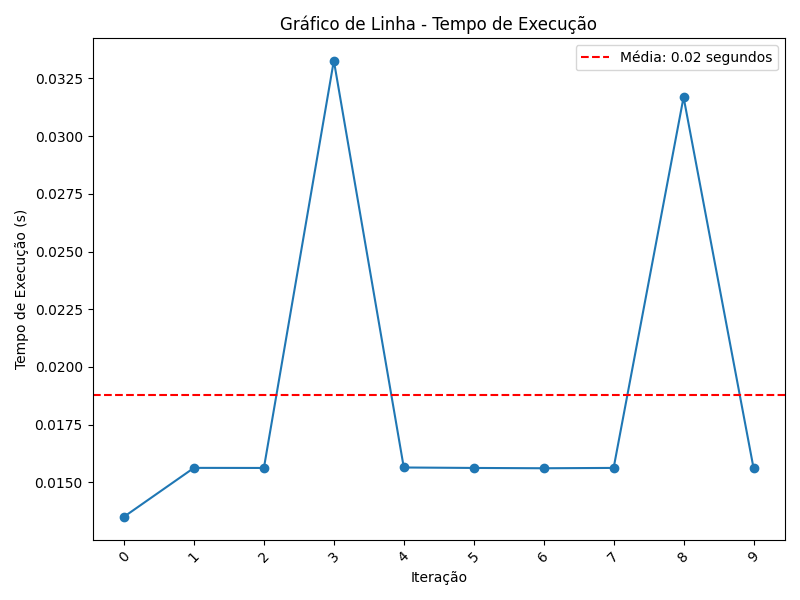 Gráfico de Linha - Tempo de Execução
Média: 0.02 segundos
Tempo de Execução (s)
0.0325
0.0300
0.0275
0.0250
0.0225
0.0200
0.0175
0.0150
0 1 2 3 4 5 6 7 8 9
Iteração